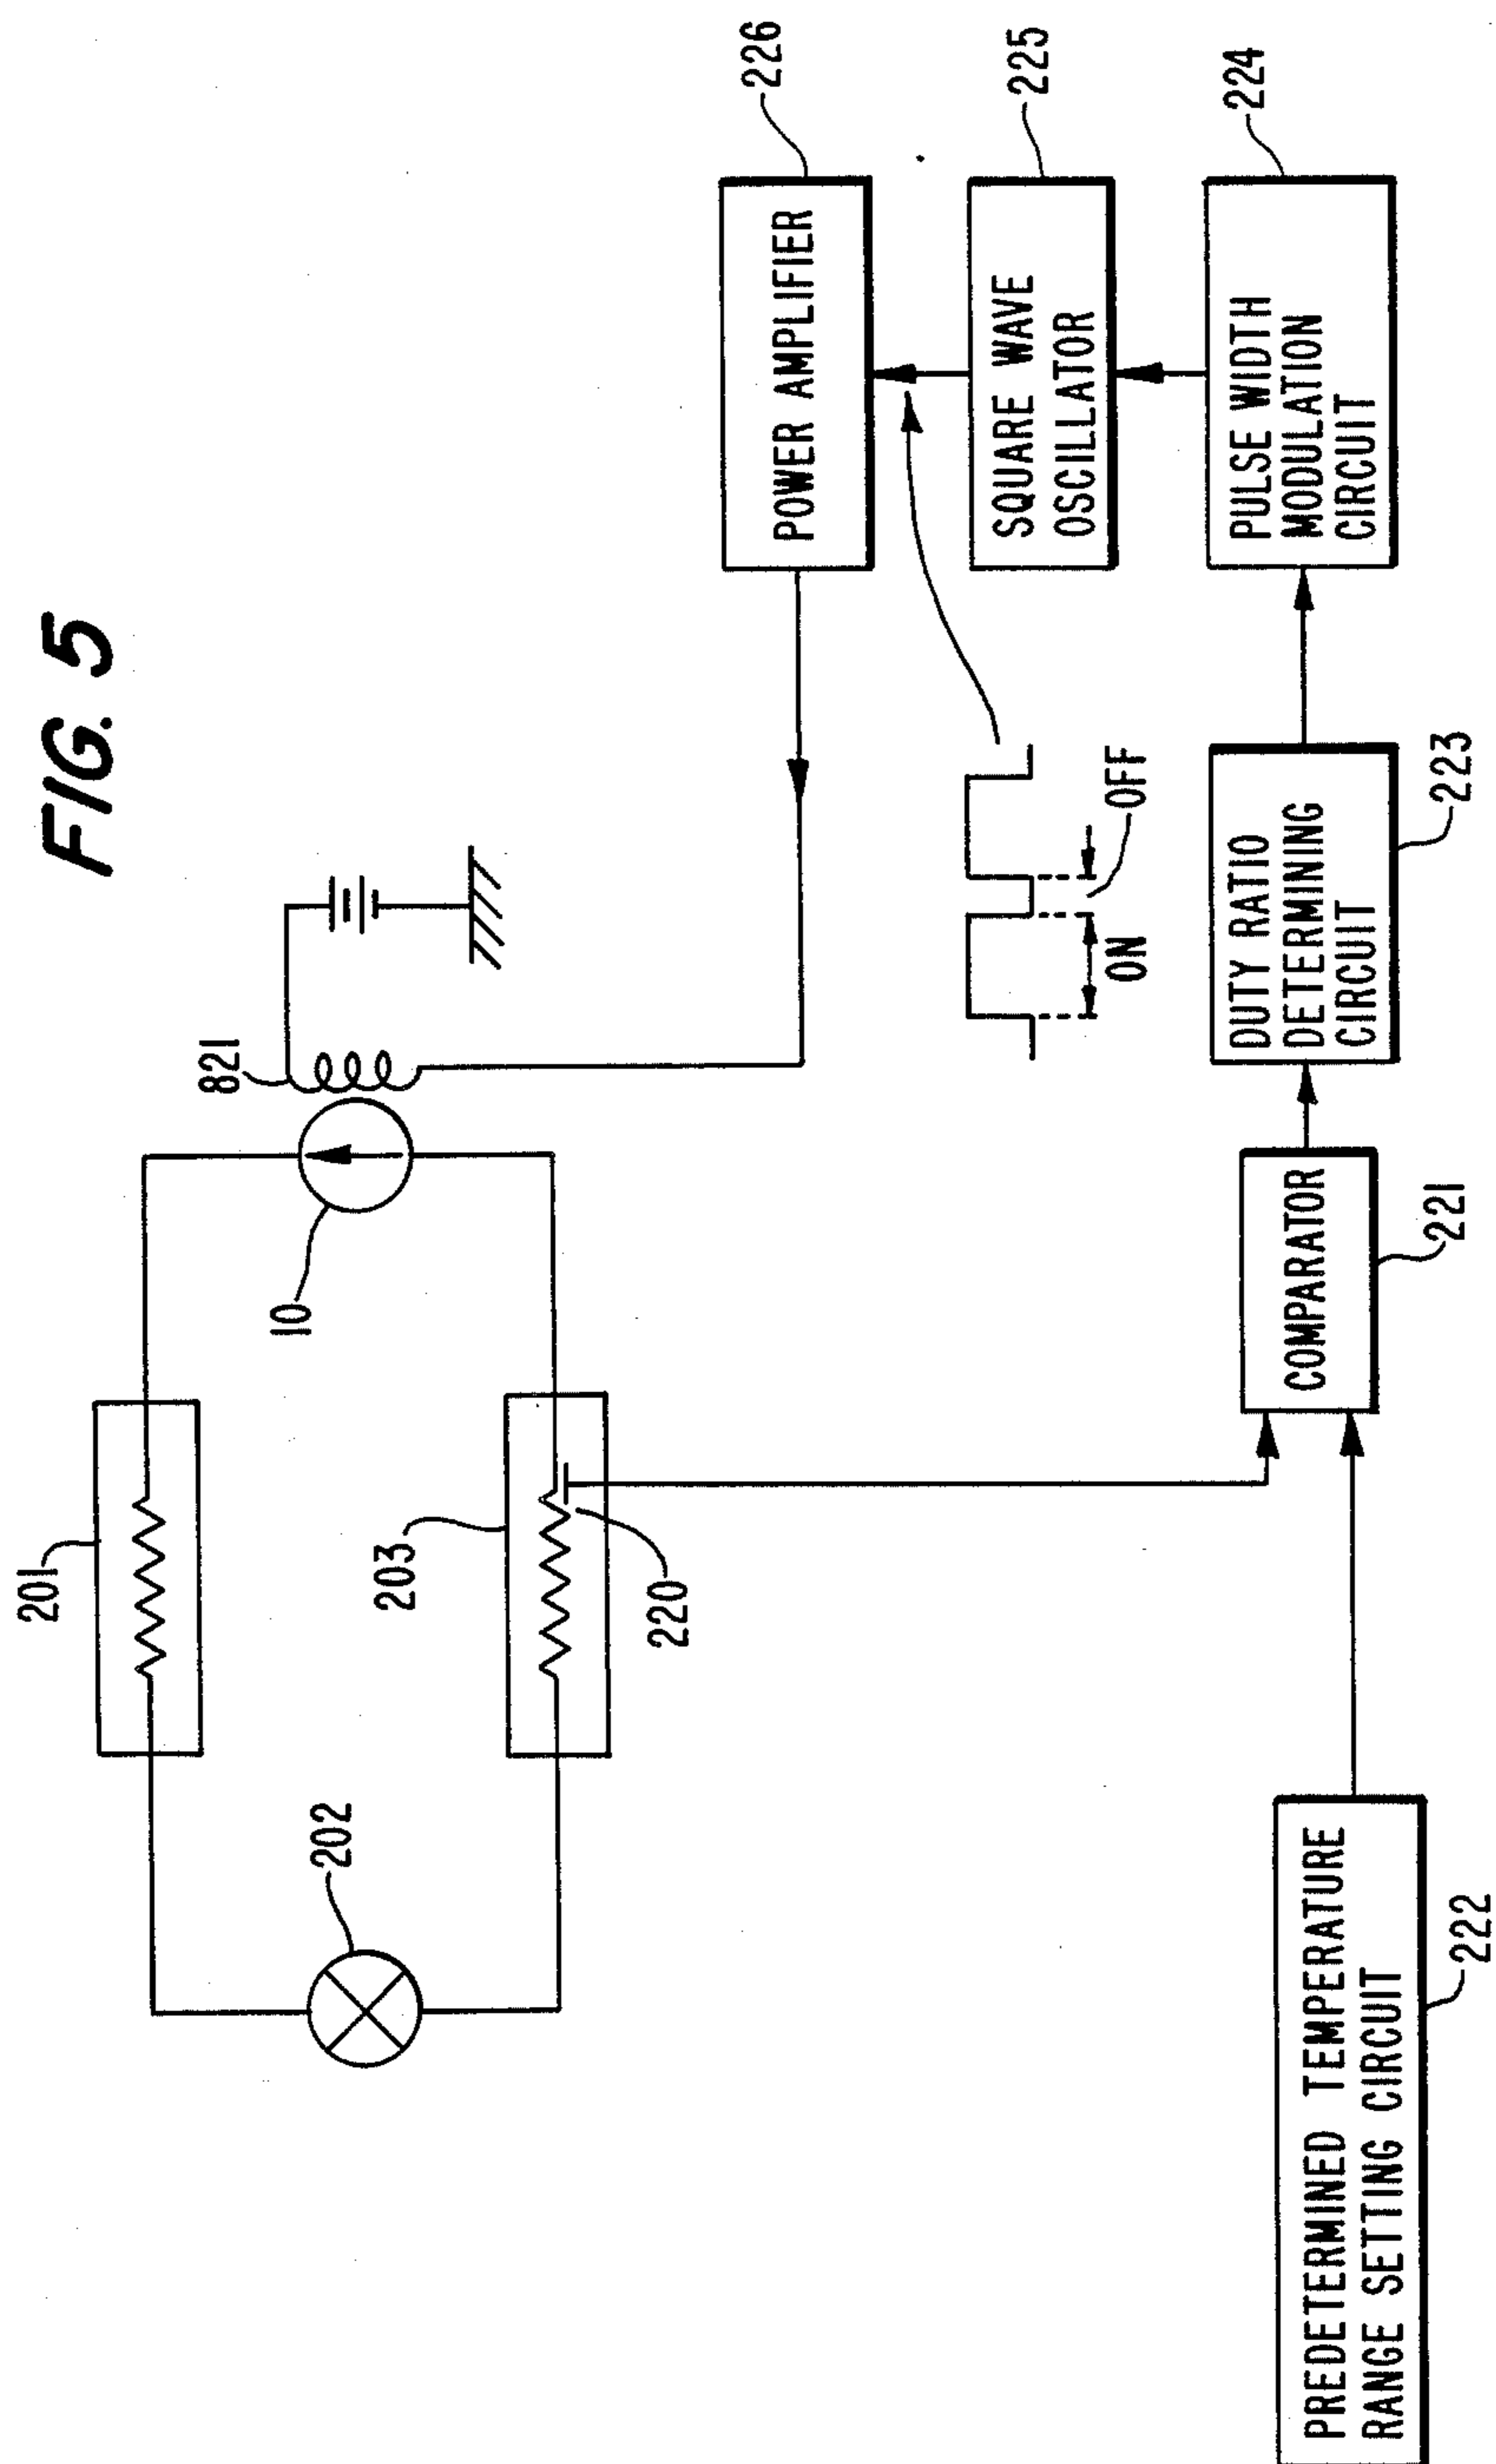 FIG. 5
201
202
203
220
10
821
226
POWER AMPLIFIER
225
SQUARE WAVE
OSCILLATOR
224
PULSE WIDTH
MODULATION
CIRCUIT
ON
OFF
DUTY RATIO
DETERMINING
CIRCUIT
223
COMPARATOR
221
PREDETERMINED TEMPERATURE
RANGE SETTING CIRCUIT
222